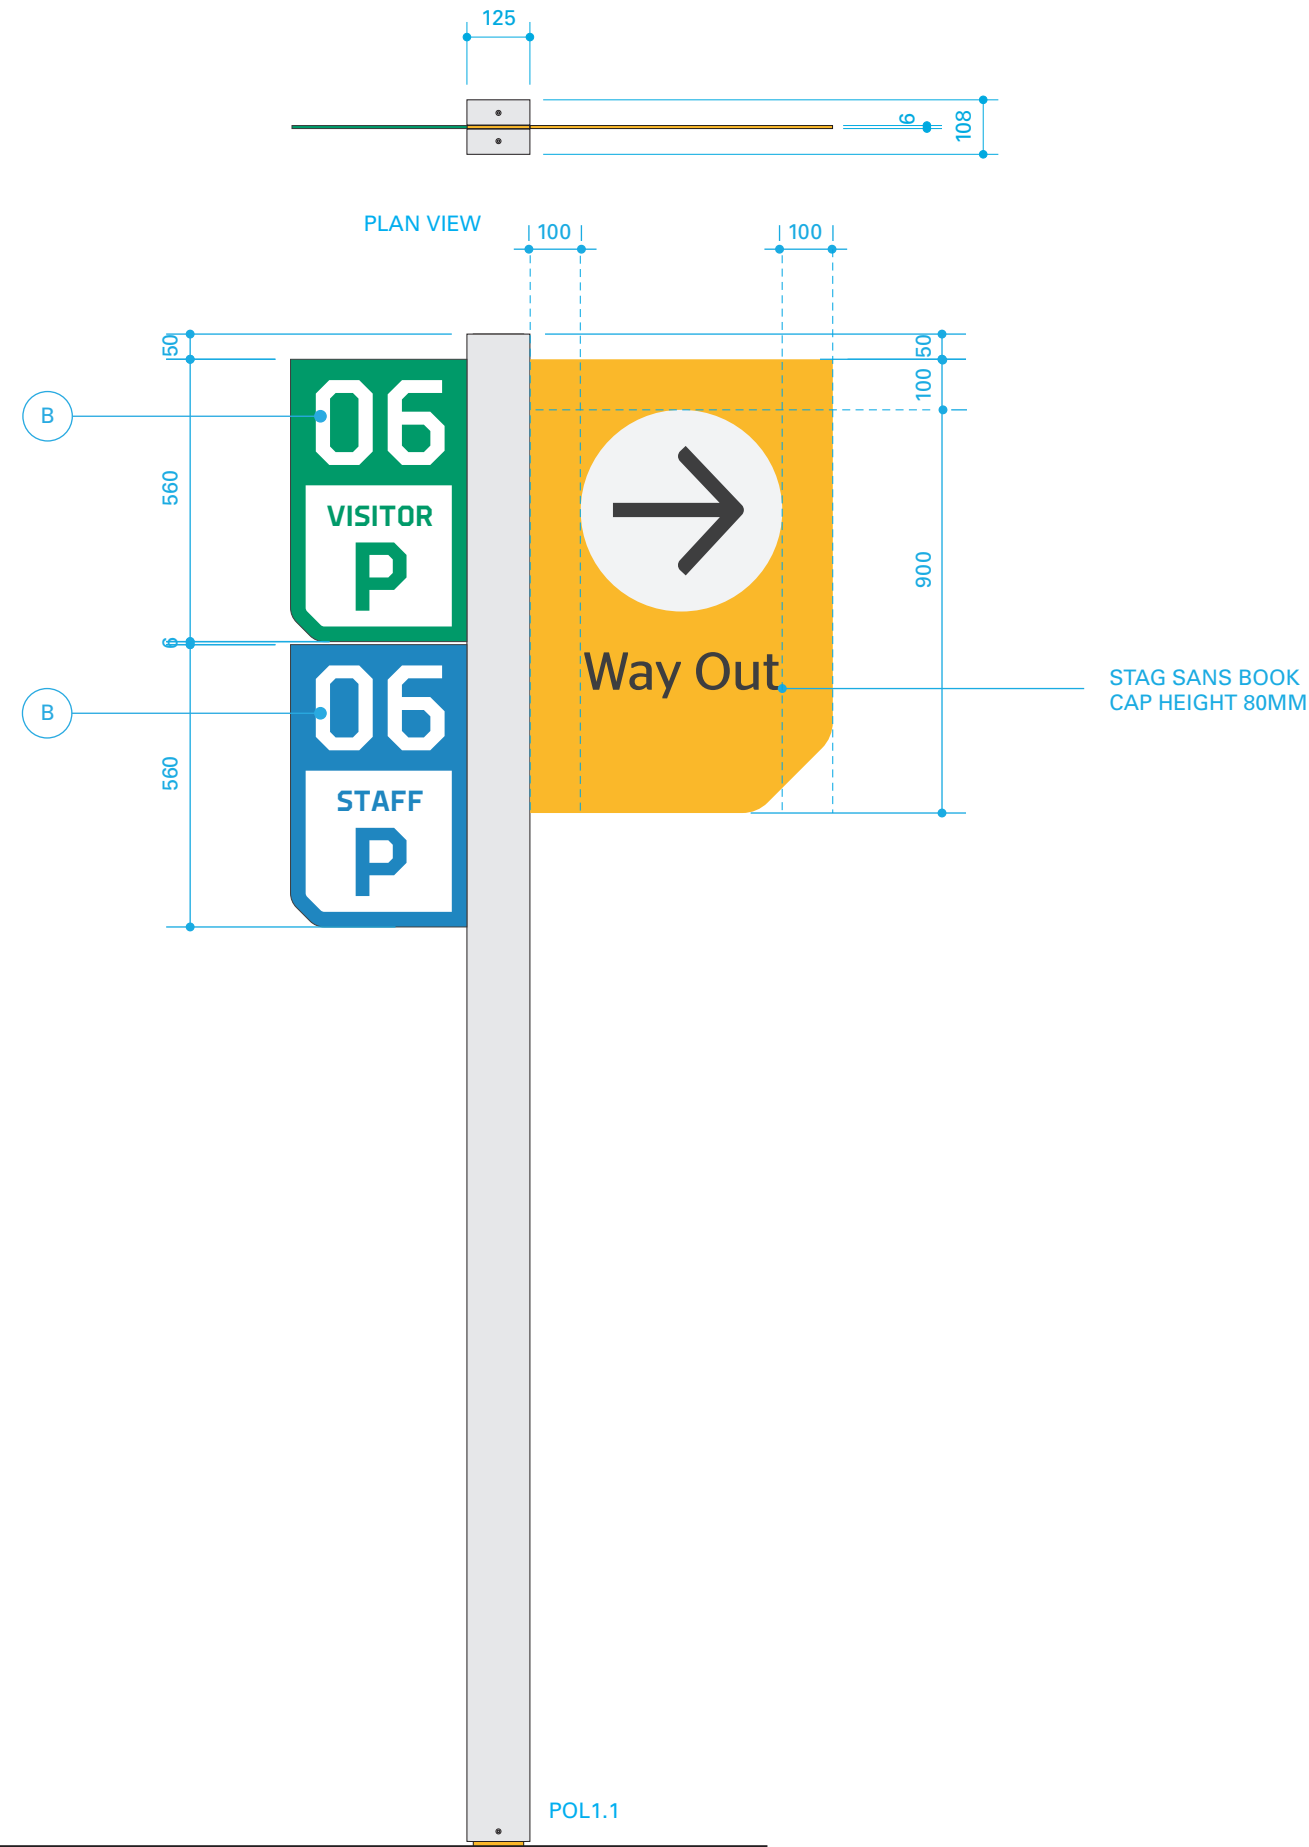 125
6
108
PLAN VIEW
100
100
50
50
B
06
100
560
VISITOR
P
900
Way Out
6
STAG SANS BOOK
CAP HEIGHT 80MM
B
06
560
STAFF
P
POL1.1